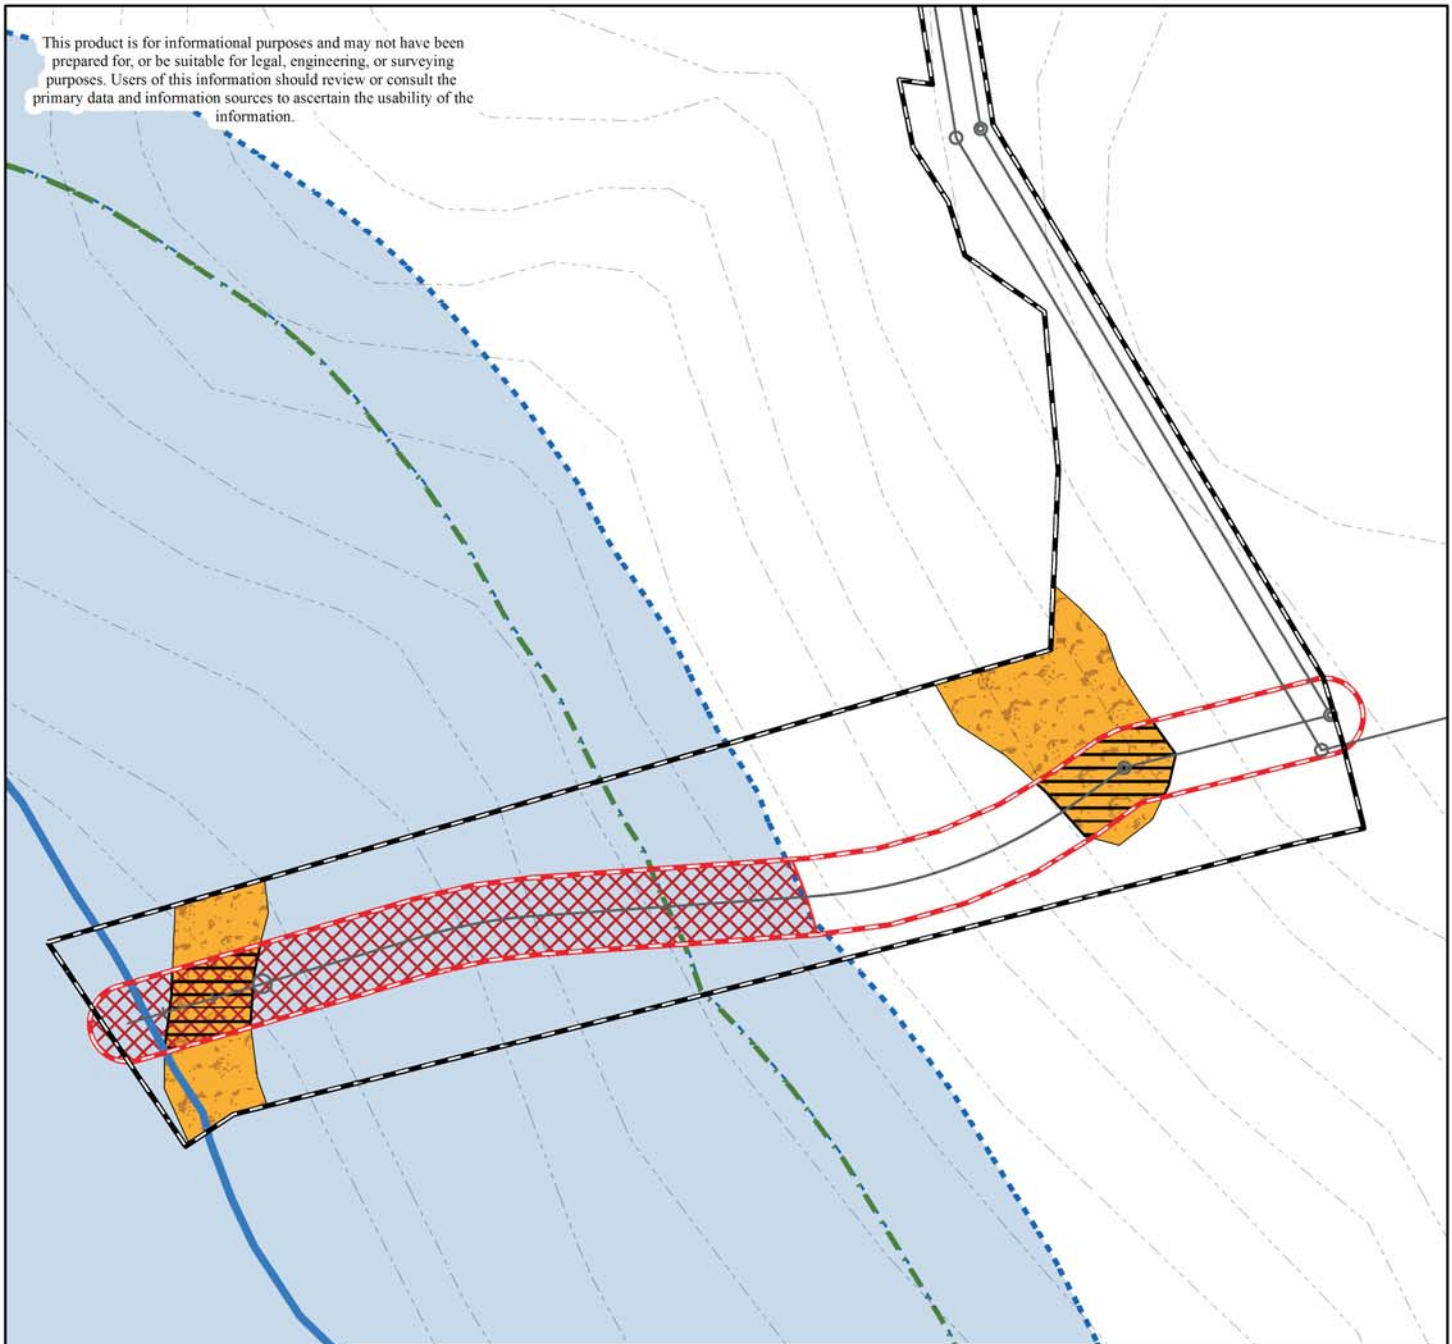 This product is for informational purposes and may not have been
prepared for, or be suitable for legal, engineering, or surveying
purposes. Users of this information should review or consult the
primary data and information sources to ascertain the usability of the
information.